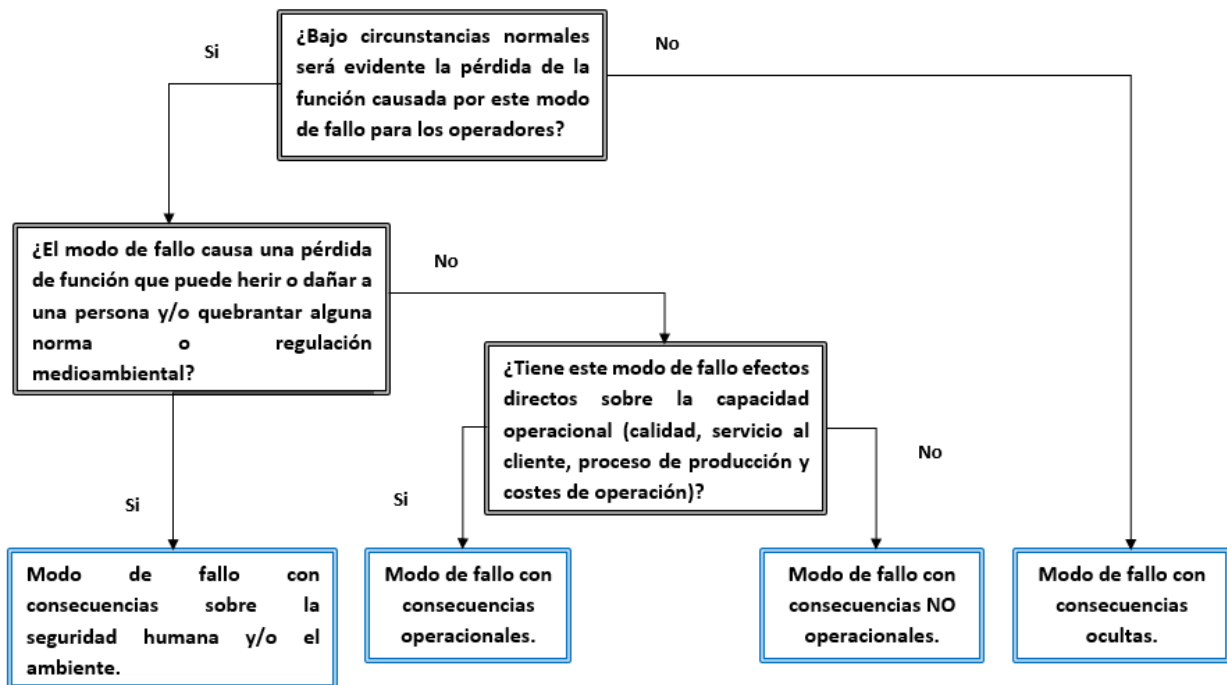 Si
¿Bajo circunstancias normales
será evidente la pérdida de la
función causada por este modo
de fallo para los operadores?
No
¿El modo de fallo causa una pérdida
de función que puede herir o dañar a
una persona y/o quebrantar alguna
norma o regulación
medioambiental?
No
¿Tiene este modo de fallo efectos
directos sobre la capacidad
operacional (calidad, servicio al
cliente, proceso de producción y
costes de operación)?
Si
Si
No
Modo de fallo con
consecuencias sobre la
seguridad humana y/o el
ambiente.
Modo de fallo con
consecuencias
operacionales.
Modo de fallo con
consecuencias NO
operacionales.
Modo de fallo con
consecuencias
ocultas.